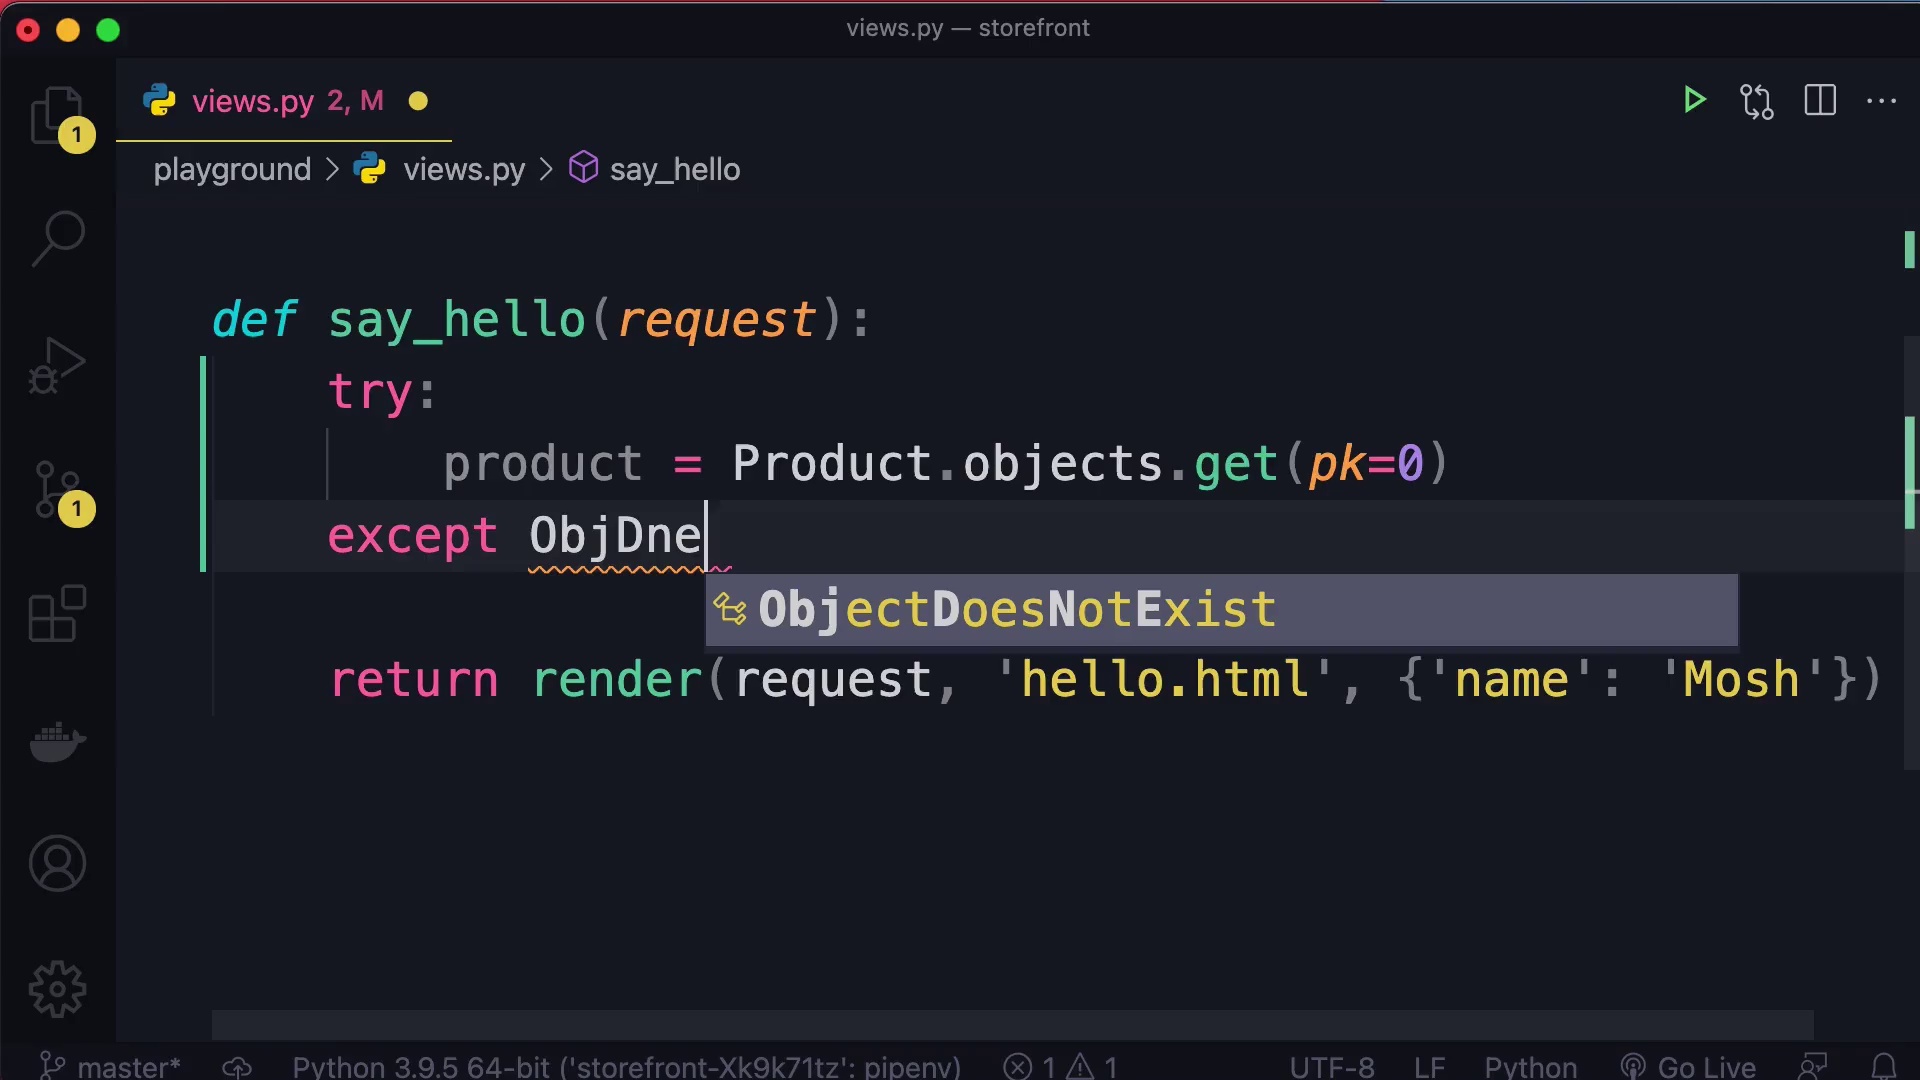 views.py — storefront
views.py 2, M
1
playground > views.py > say_hello
def say_hello(request):
try:
product = Product.objects.get(pk=0)
except ObjDne
ObjectDoesNotExist
return render(request, 'hello.html', {'name': 'Mosh'})
1
master* Python 3.9.5 64-bit ('storefront-Xk9k71tz': pipenv) 1 1 UTF-8 LF Python Go Live